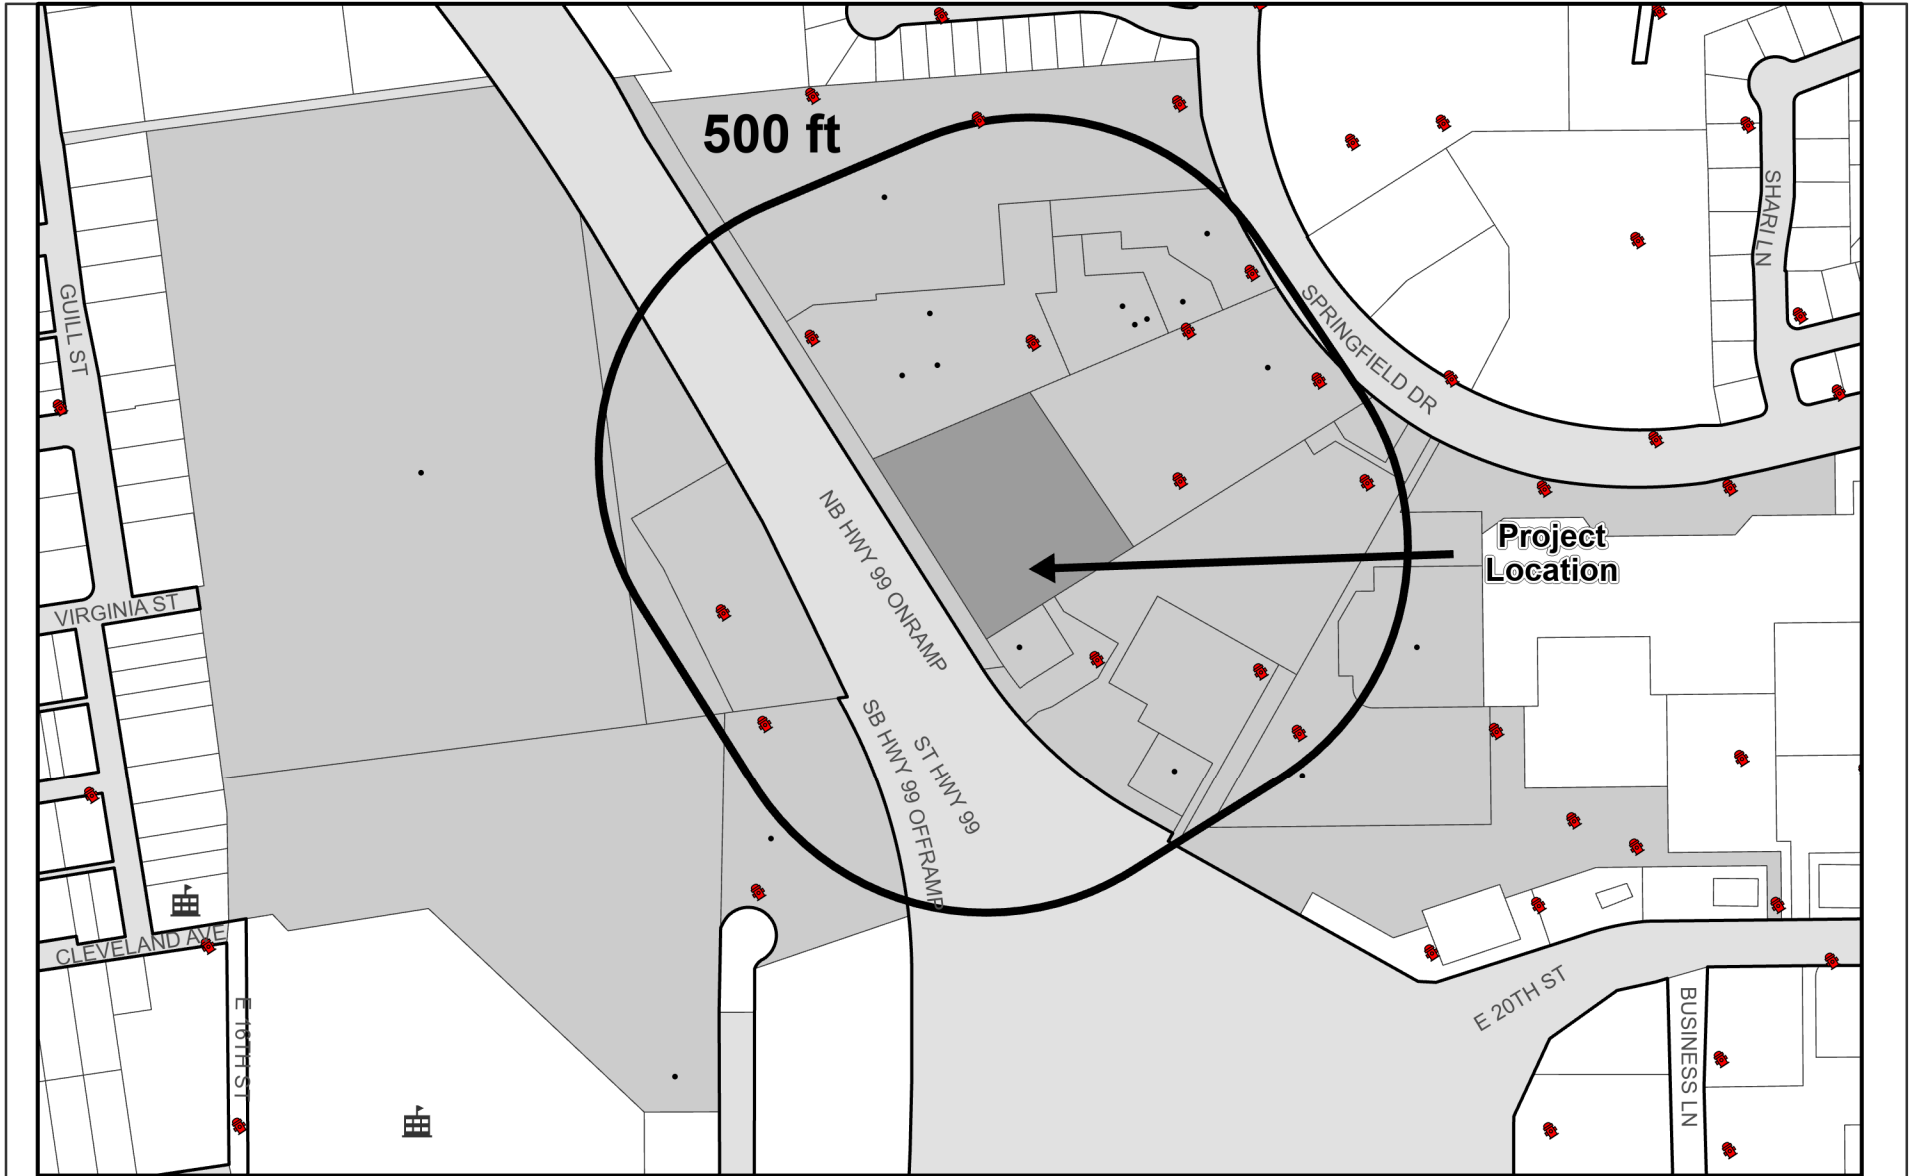 500 ft
SHARI LN
GUILL ST
SPRINGFIELD DR
NB HWY 99 ONRAMP
Project
Location
VIRGINIA ST
SB HWY 99 OFFRAMP
ST HWY 99
CLEVELAND AVE
E 16TH ST
E 20TH ST
BUSINESS LN